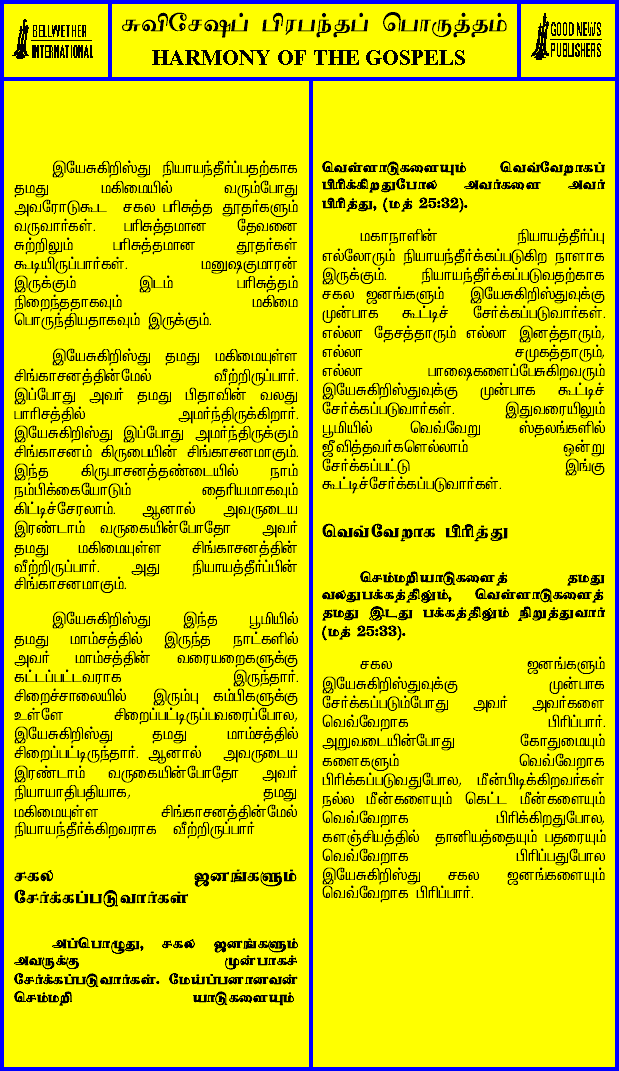 BELLWETHER
INTERNATIONAL
சுவிசேஷப் பிரபந்தப் பொருத்தம்
HARMONY OF THE GOSPELS
GOOD NEWS
PUBLISHERS
இயேசுகிறிஸ்து நியாயந்தீர்ப்பதற்காக
தமது மகிமையில் வரும்போது
அவரோடுகூட சகல பரிசுத்த தூதர்களும்
வருவார்கள். பரிசுத்தமான தேவனை
சுற்றிலும் பரிசுத்தமான தூதர்கள்
கூடியிருப்பார்கள். மனுஷகுமாரன்
இருக்கும் இடம் பரிசுத்தம்
நிறைந்ததாகவும் மகிமை
பொருந்தியதாகவும் இருக்கும்.
இயேசுகிறிஸ்து தமது மகிமையுள்ள
சிங்காசனத்தின்மேல் வீற்றிருப்பார்.
இப்போது அவர் தமது பிதாவின் வலது
பாரிசத்தில் அமர்ந்திருக்கிறார்.
இயேசுகிறிஸ்து இப்போது அமர்ந்திருக்கும்
சிங்காசனம் கிருபையின் சிங்காசனமாகும்.
இந்த கிருபாசனத்தண்டையில் நாம்
நம்பிக்கையோடும் தைரியமாகவும்
கிட்டிச்சேரலாம். ஆனால் அவருடைய
இரண்டாம் வருகையின்போதோ அவர்
தமது மகிமையுள்ள சிங்காசனத்தின்
வீற்றிருப்பார். அது நியாயத்தீர்ப்பின்
சிங்காசனமாகும்.
இயேசுகிறிஸ்து இந்த பூமியில்
தமது மாம்சத்தில் இருந்த நாட்களில்
அவர் மாம்சத்தின் வரையறைகளுக்கு
கட்டப்பட்டவராக இருந்தார்.
சிறைச்சாலையில் இரும்பு கம்பிகளுக்கு
உள்ளே சிறைப்பட்டிருப்பவரைப்போல,
இயேசுகிறிஸ்து தமது மாம்சத்தில்
சிறைப்பட்டிருந்தார். ஆனால் அவருடைய
இரண்டாம் வருகையின்போதோ அவர்
நியாயாதிபதியாக, தமது
மகிமையுள்ள சிங்காசனத்தின்மேல்
நியாயந்தீர்க்கிறவராக வீற்றிருப்பார்
சகல ஜனங்களும்
சேர்க்கப்படுவார்கள்
அப்பொழுது, சகல ஜனங்களும்
அவருக்கு முன்பாகச்
சேர்க்கப்படுவார்கள். மேய்ப்பனானவன்
செம்மறி யாடுகளையும்
வெள்ளாடுகளையும் வெவ்வேறாகப்
பிரிக்கிறதுபோல அவர்களை அவர்
பிரித்து, (மத் 25:32).
மகாநாளின் நியாயத்தீர்ப்பு
எல்லோரும் நியாயந்தீர்க்கப்படுகிற நாளாக
இருக்கும். நியாயந்தீர்க்கப்படுவதற்காக
சகல ஜனங்களும் இயேசுகிறிஸ்துவுக்கு
முன்பாக கூட்டிச் சேர்க்கப்படுவார்கள்.
எல்லா தேசத்தாரும் எல்லா இனத்தாரும்,
எல்லா சமுகத்தாரும்,
எல்லா பாஷைகளைப்பேசுகிறவரும்
இயேசுகிறிஸ்துவுக்கு முன்பாக கூட்டிச்
சேர்க்கப்படுவார்கள். இதுவரையிலும்
பூமியில் வெவ்வேறு ஸ்தலங்களில்
ஜீவித்தவர்களெல்லாம் ஒன்று
சேர்க்கப்பட்டு இங்கு
கூட்டிச்சேர்க்கப்படுவார்கள்.
வெவ்வேறாக பிரித்து
செம்மறியாடுகளைத் தமது
வலதுபக்கத்திலும், வெள்ளாடுகளைத்
தமது இடது பக்கத்திலும் நிறுத்துவார்
(மத் 25:33).
சகல ஜனங்களும்
இயேசுகிறிஸ்துவுக்கு முன்பாக
சேர்க்கப்படும்போது அவர் அவர்களை
வெவ்வேறாக பிரிப்பார்.
அறுவடையின்போது கோதுமையும்
களைகளும் வெவ்வேறாக
பிரிக்கப்படுவதுபோல, மீன்பிடிக்கிறவர்கள்
நல்ல மீன்களையும் கெட்ட மீன்களையும்
வெவ்வேறாக பிரிக்கிறதுபோல,
களஞ்சியத்தில் தானியத்தையும் பதரையும்
வெவ்வேறாக பிரிப்பதுபோல
இயேசுகிறிஸ்து சகல ஜனங்களையும்
வெவ்வேறாக பிரிப்பார்.